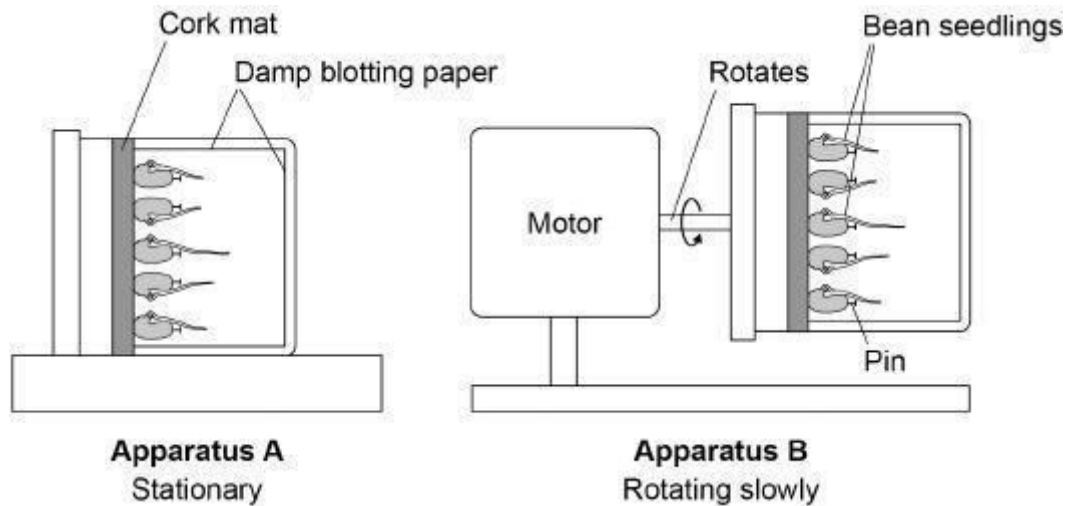 Cork mat
Damp blotting paper
Bean seedlings
Rotates
Motor
Pin
Apparatus A
Stationary
Apparatus B
Rotating slowly